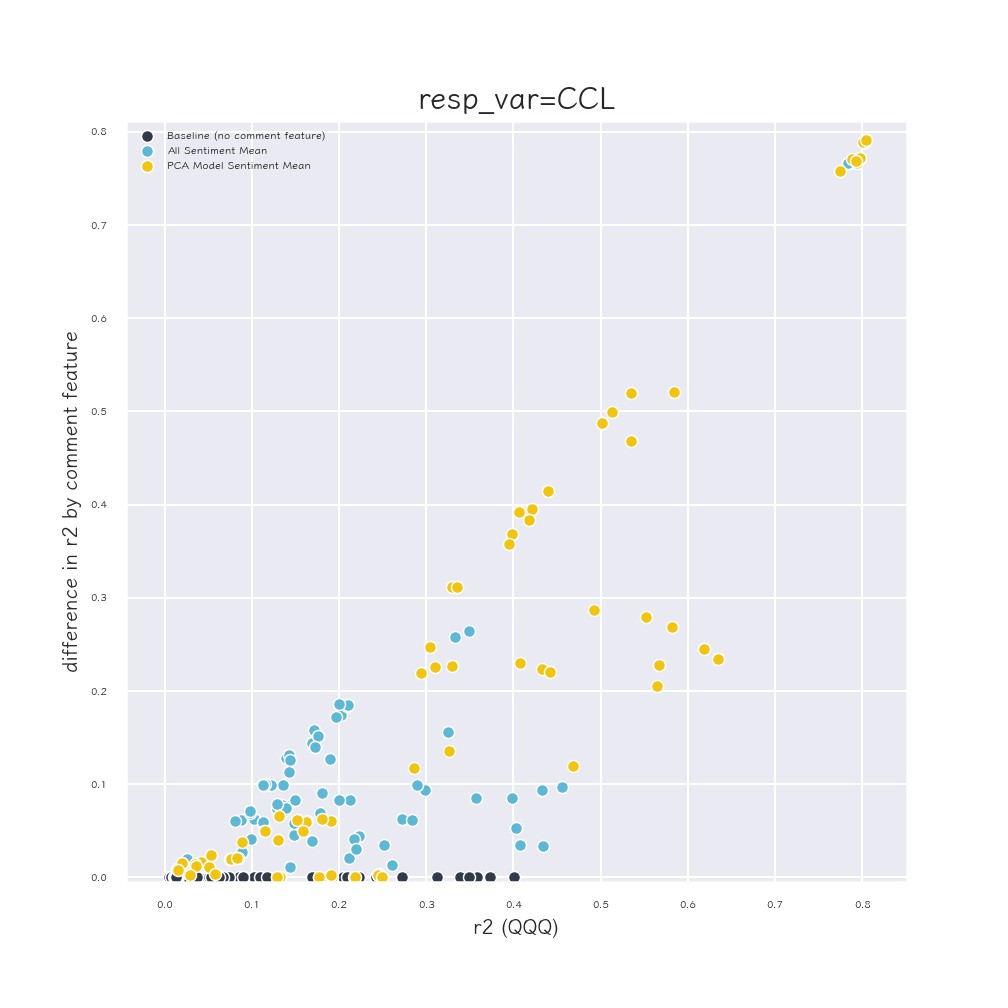 resp_var=CCL
Baseline (no comment feature)
All Sentiment Mean
PCA Model Sentiment Mean
difference in r2 by comment feature
0.8
0.7
0.6
0.5
0.4
0.3
0.2
0.1
0.0
0.0 0.1 0.2 0.3 0.4 0.5 0.6 0.7 0.8
r2 (QQQ)